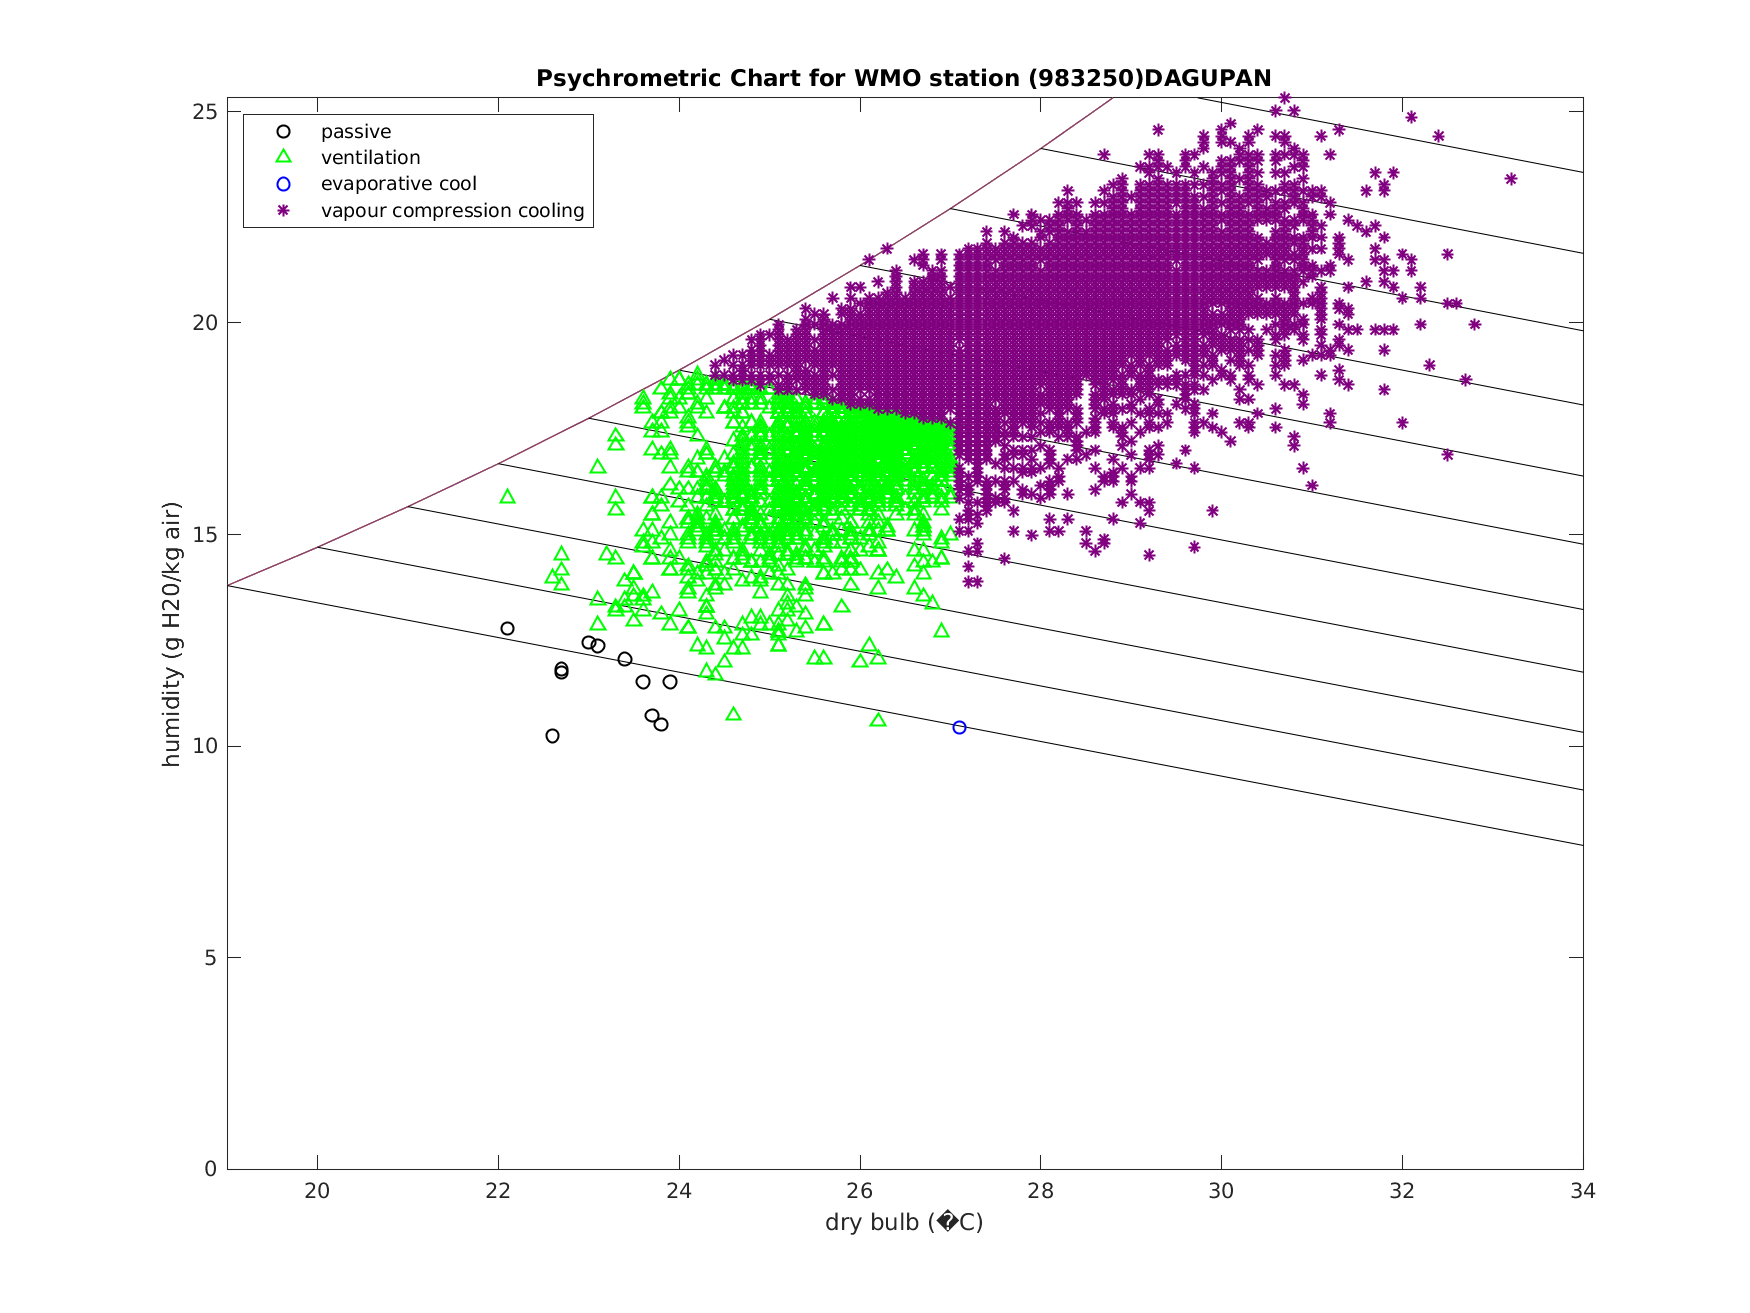 Psychrometric Chart for WMO station (983250)DAGUPAN
passive
ventilation
evaporative cool
vapour compression cooling
humidity (g H20/kg air)
25
20
15
10
5
0
20 22 24 26 28 30 32 34
dry bulb (�C)